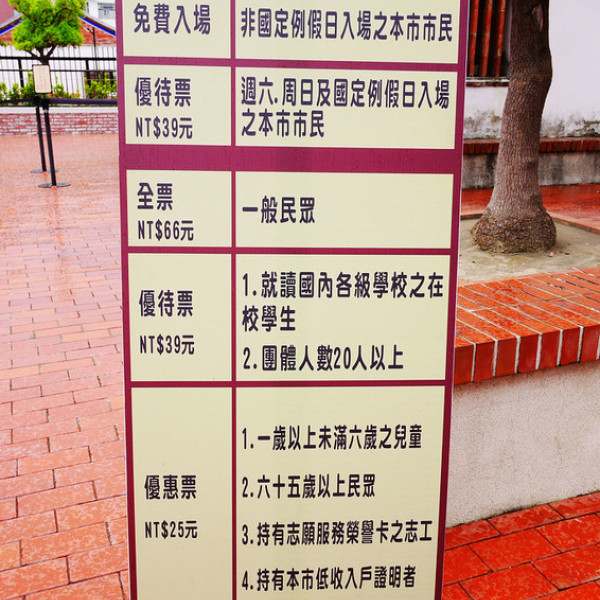 免費入場
非國定例假日入場之本市市民
優待票
NT$39元
週六.周日及國定例假日入場
之本市市民
全票
NT$66元
一般民眾
優待票
NT$39元
1.就讀國內各級學校之在
校學生
2.團體人數20人以上
優惠票
NT$25元
1.一歲以上未滿六歲之兒童
2.六十五歲以上民眾
3.持有志願服務榮譽卡之志工
4.持有本市低收入戶證明者